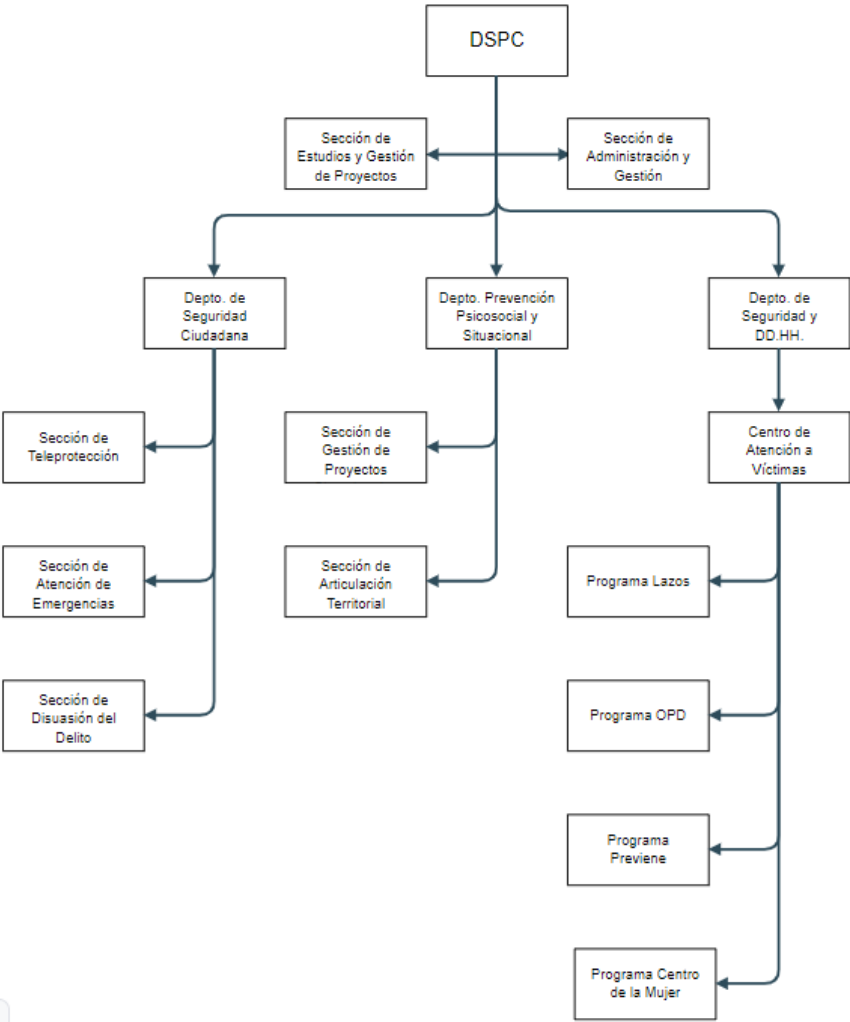 DSPC
Sección de
Estudios y Gestión
de Proyectos
Sección de
Administración y
Gestión
Depto. de
Seguridad
Ciudadana
Depto. Prevención
Psicosocial y
Situacional
Depto. de
Seguridad y
DD.HH.
Sección de
Teleprotección
Sección de
Gestión de
Proyectos
Centro de
Atención a
Víctimas
Sección de
Atención de
Emergencias
Sección de
Articulación
Territorial
Programa Lazos
Sección de
Disuasión del
Delito
Programa OPD
Programa
Previene
Programa Centro
de la Mujer